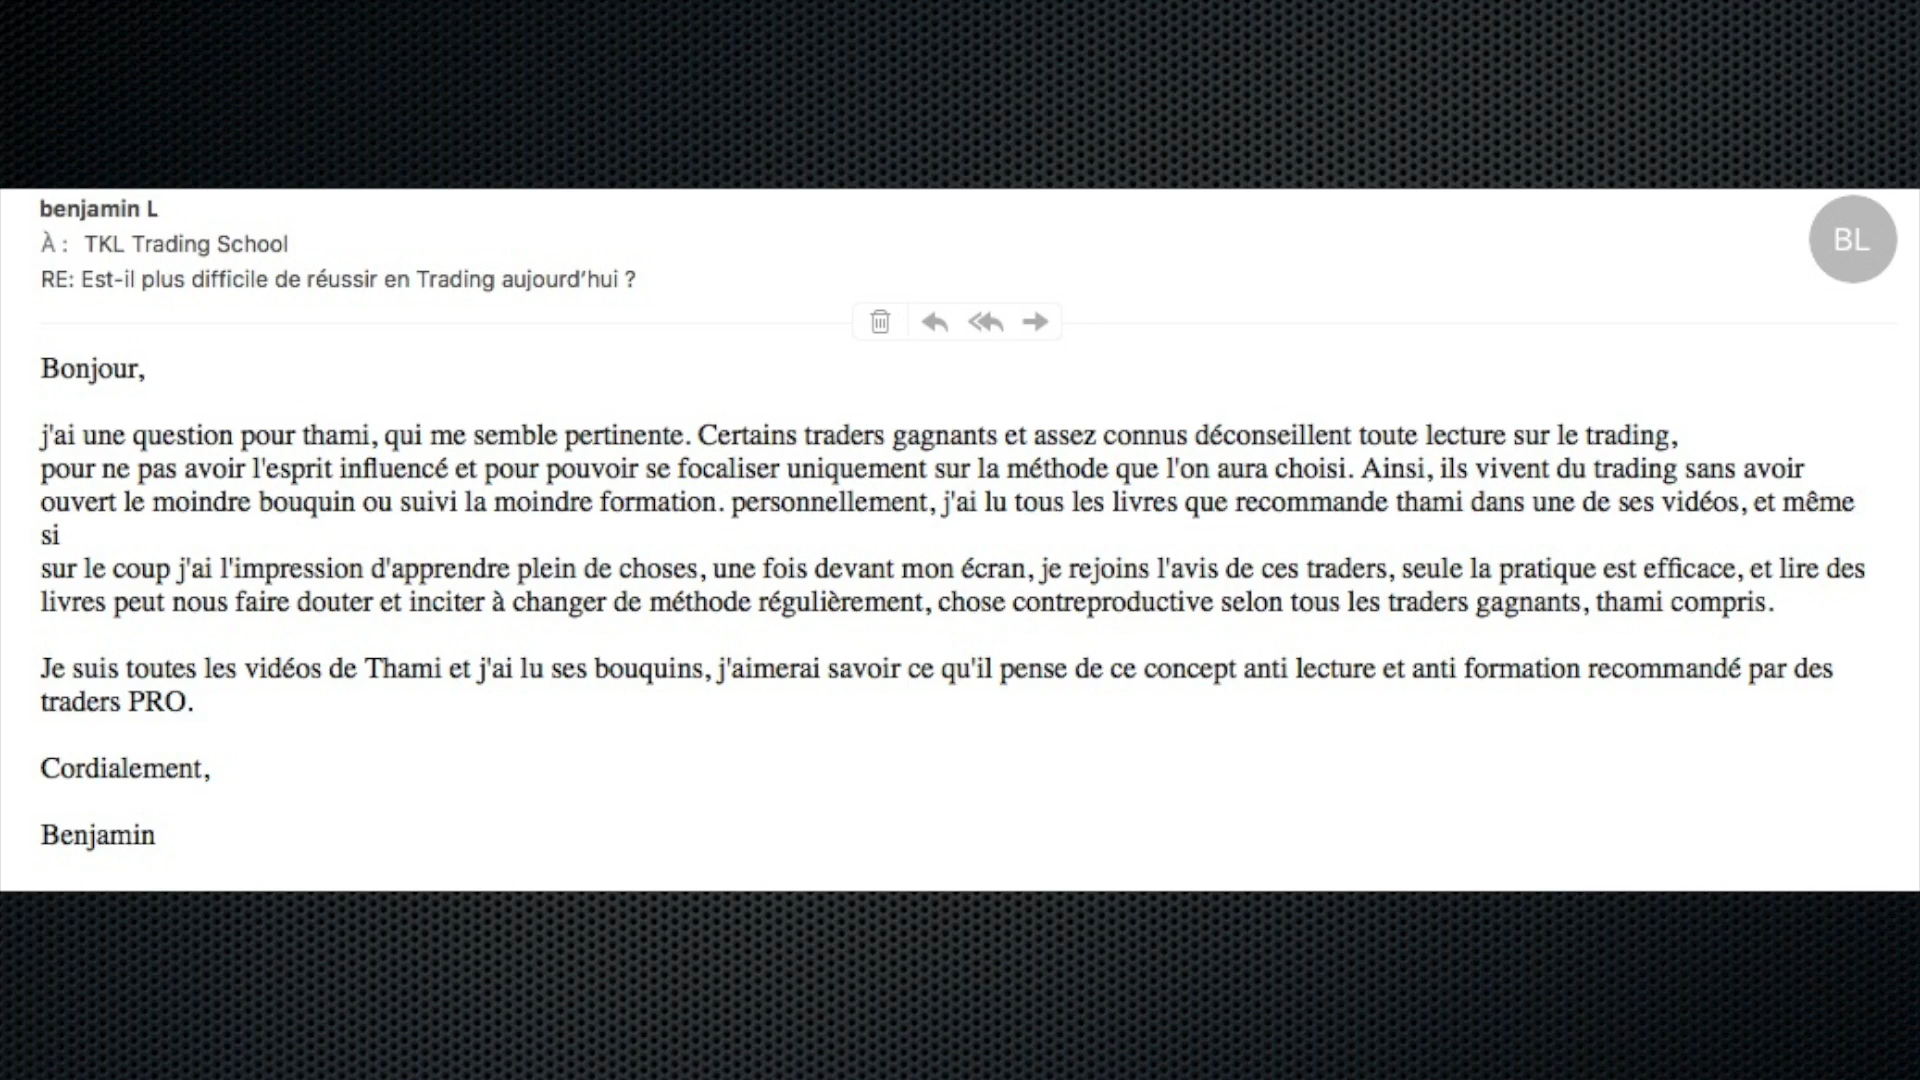 benjamin L
À : TKL Trading School
RE: Est-il plus difficile de réussir en Trading aujourd'hui ?
BL
Bonjour,
j'ai une question pour thami, qui me semble pertinente. Certains traders gagnants et assez connus déconseillent toute lecture sur le trading,
pour ne pas avoir l'esprit influencé et pour pouvoir se focaliser uniquement sur la méthode que l'on aura choisi. Ainsi, ils vivent du trading sans avoir
ouvert le moindre bouquin ou suivi la moindre formation. personnellement, j'ai lu tous les livres que recommande thami dans une de ses vidéos, et même
si
sur le coup j'ai l'impression d'apprendre plein de choses, une fois devant mon écran, je rejoins l'avis de ces traders, seule la pratique est efficace, et lire des
livres peut nous faire douter et inciter à changer de méthode régulièrement, chose contreproductive selon tous les traders gagnants, thami compris.
Je suis toutes les vidéos de Thami et j'ai lu ses bouquins, j'aimerai savoir ce qu'il pense de ce concept anti lecture et anti formation recommandé par des
traders PRO.
Cordialement,
Benjamin